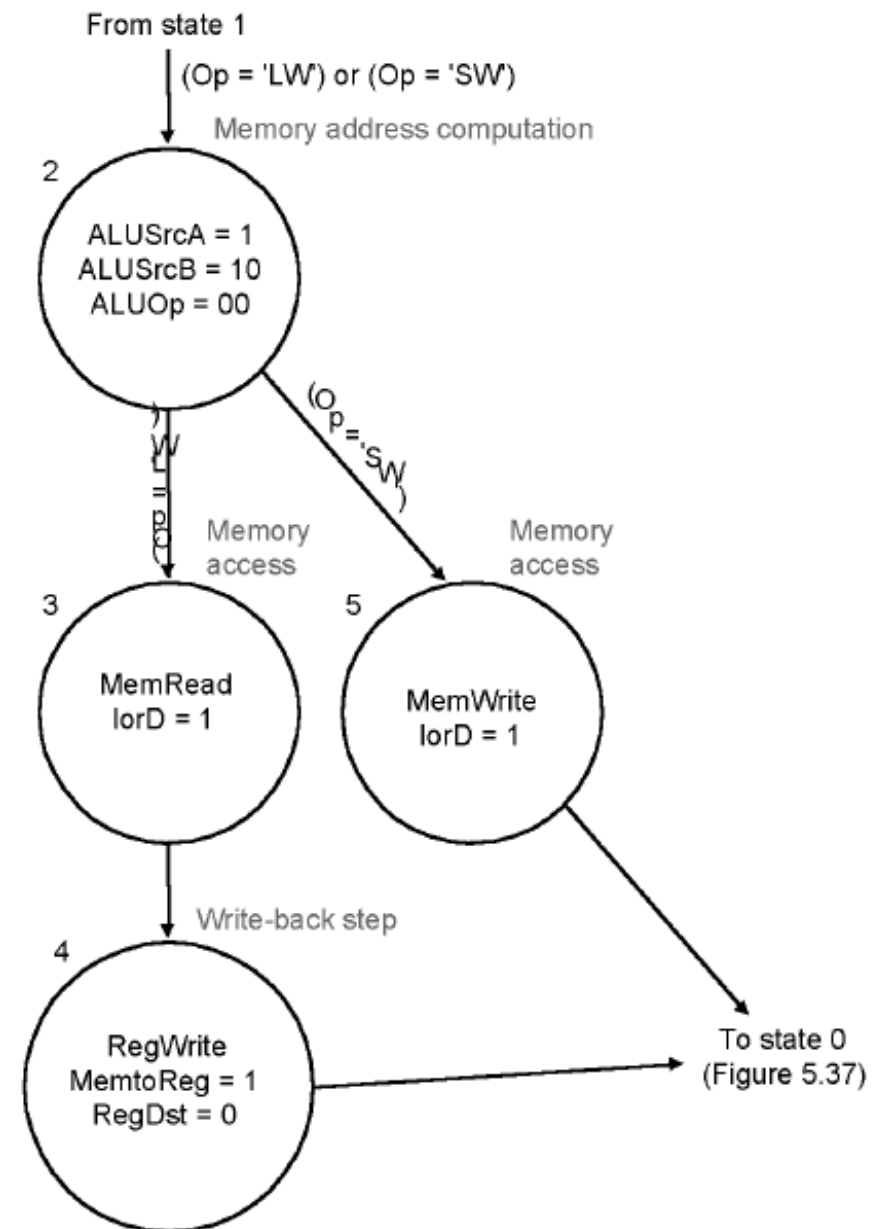 From state 1
(Op = 'LW') or (Op = 'SW')
Memory address computation
2
ALUSrcA = 1
ALUSrcB = 10
ALUOp = 00
(Op = 'LW')
(Op = 'SW')
Memory
access
Memory
access
3
MemRead
IorD = 1
5
MemWrite
IorD = 1
Write-back step
4
RegWrite
MemtoReg = 1
RegDst = 0
To state 0
(Figure 5.37)